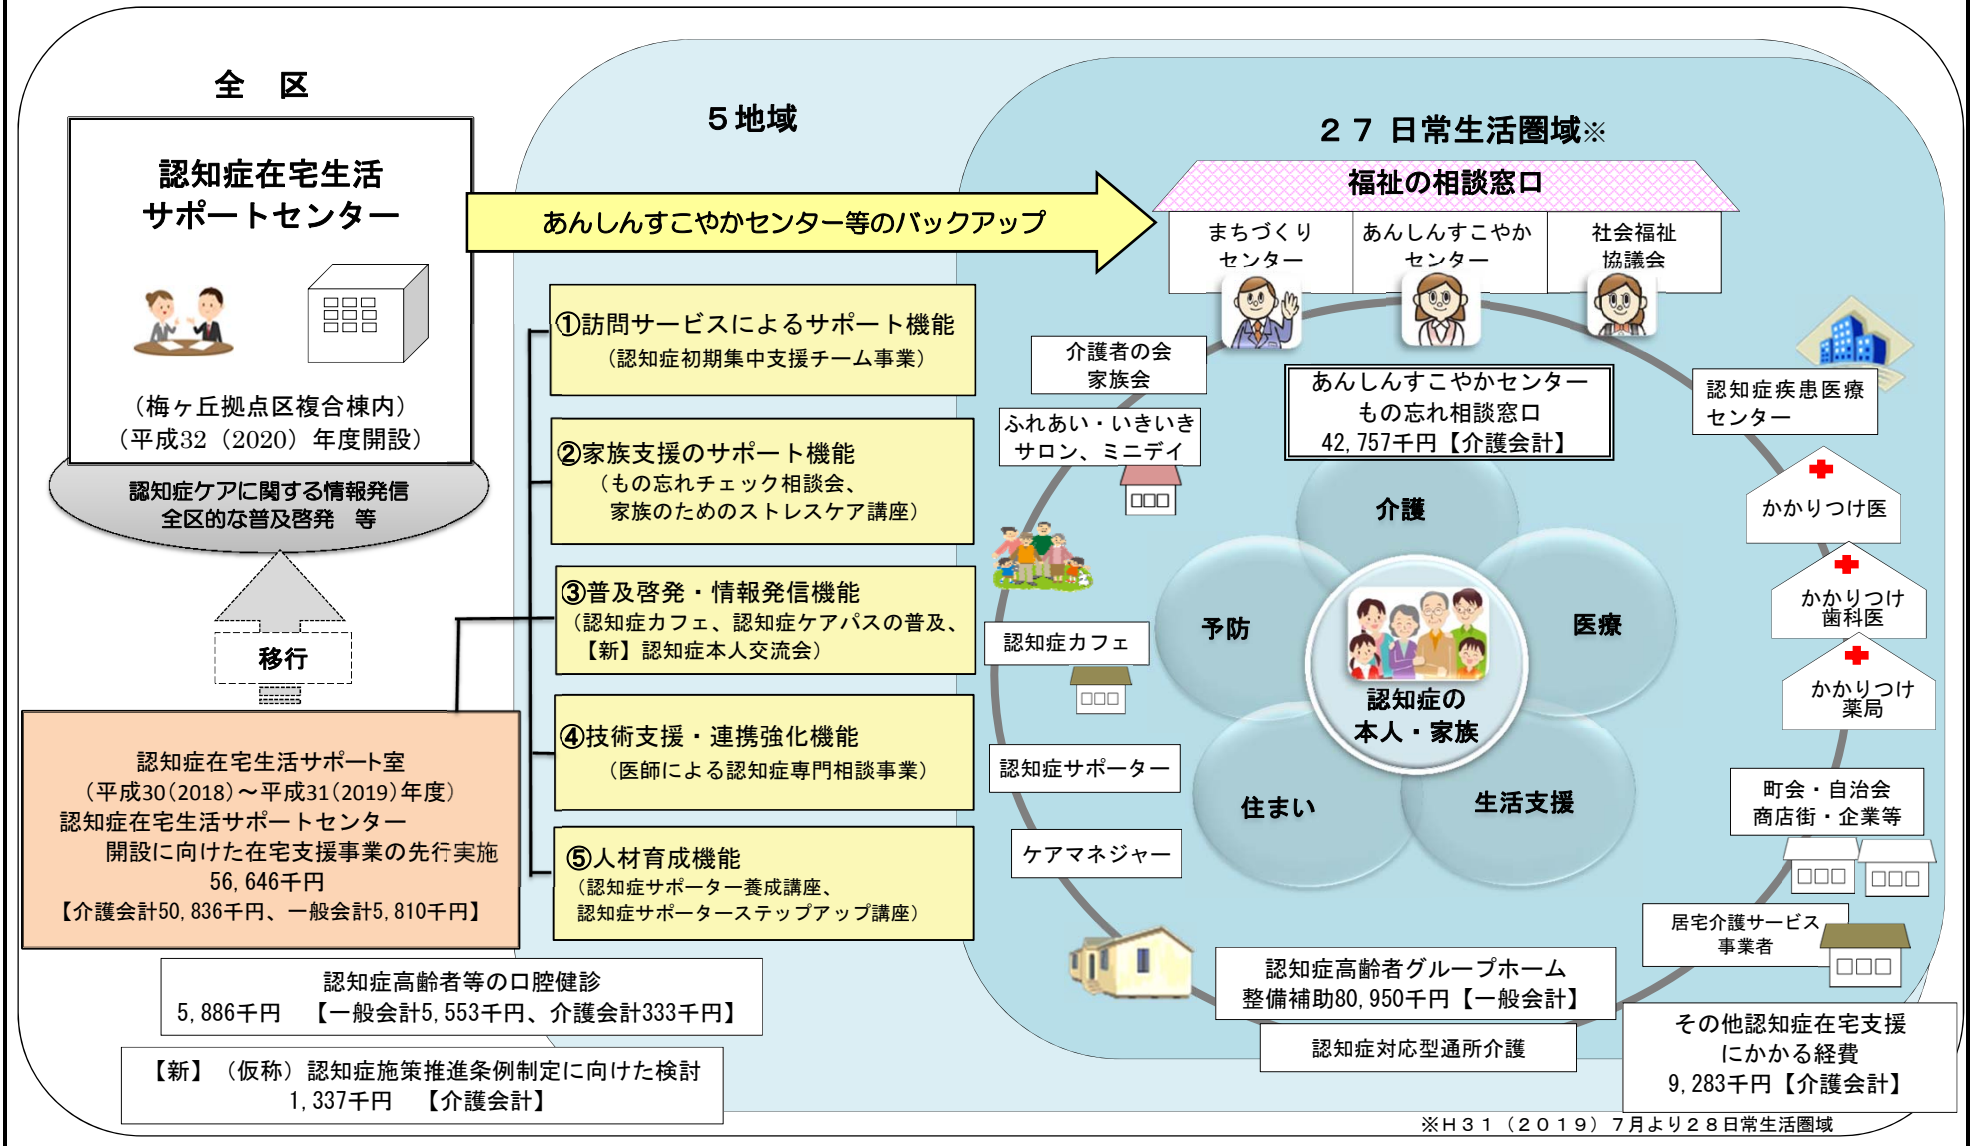 全　区
認知症在宅生活
サポートセンター
（梅ヶ丘拠点区複合棟内）
（平成32（2020）年度開設）
認知症ケアに関する情報発信
全区的な普及啓発　等
移行
認知症在宅生活サポート室
（平成30(2018)～平成31(2019)年度）
認知症在宅生活サポートセンター
開設に向けた在宅支援事業の先行実施
56,646千円
【介護会計50,836千円、一般会計5,810千円】
認知症高齢者等の口腔健診
5,886千円　【一般会計5,553千円、介護会計333千円】
【新】（仮称）認知症施策推進条例制定に向けた検討
1,337千円　【介護会計】
５地域
あんしんすこやかセンター等のバックアップ
①訪問サービスによるサポート機能
（認知症初期集中支援チーム事業）
②家族支援のサポート機能
（もの忘れチェック相談会、
家族のためのストレスケア講座）
③普及啓発・情報発信機能
（認知症カフェ、認知症ケアパスの普及、
【新】認知症本人交流会）
④技術支援・連携強化機能
（医師による認知症専門相談事業）
⑤人材育成機能
（認知症サポーター養成講座、
認知症サポーターステップアップ講座）
２７日常生活圏域※
福祉の相談窓口
まちづくり
センター
あんしんすこやか
センター
社会福祉
協議会
介護者の会
家族会
ふれあい・いきいき
サロン、ミニデイ
認知症カフェ
認知症サポーター
ケアマネジャー
あんしんすこやかセンター
もの忘れ相談窓口
42,757千円【介護会計】
介護
予防
医療
住まい
生活支援
認知症の
本人・家族
認知症疾患医療
センター
かかりつけ医
かかりつけ
歯科医
かかりつけ
薬局
町会・自治会
商店街・企業等
居宅介護サービス
事業者
認知症高齢者グループホーム
整備補助80,950千円【一般会計】
認知症対応型通所介護
その他認知症在宅支援
にかかる経費
9,283千円【介護会計】
※Ｈ３１（２０１９）７月より２８日常生活圏域